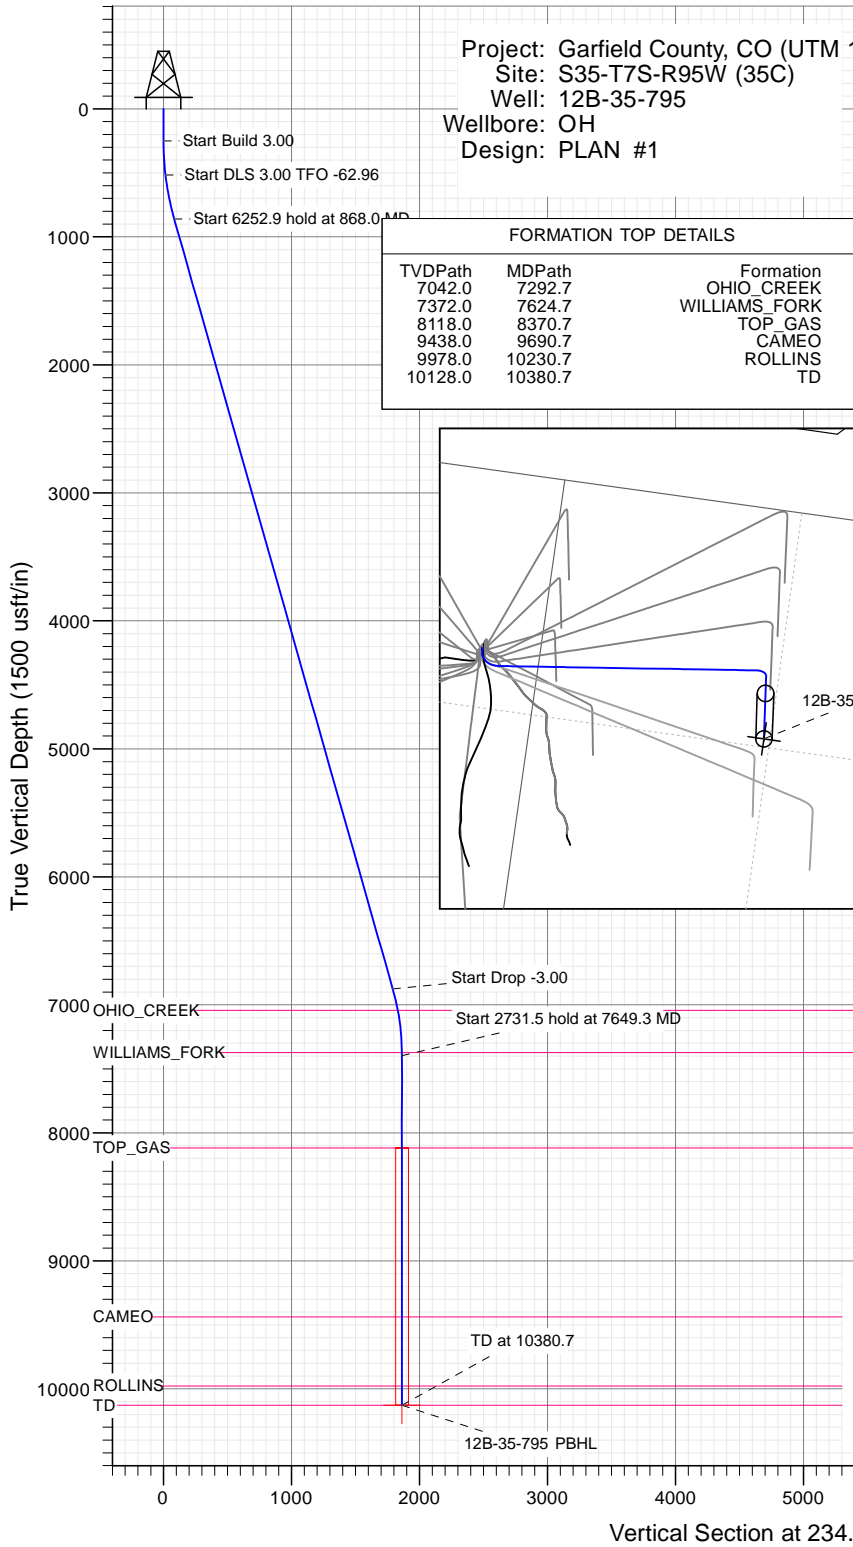 Project: Garfield County, CO (UTM
Site: S35-T7S-R95W (35C)
Well: 12B-35-795
Wellbore: OH
Design: PLAN #1
0
Start Build 3.00
Start DLS 3.00 TFO -62.96
Start 6252.9 hold at 868.0 MD
1000
FORMATION TOP DETAILS
TVDPath MDPath Formation
7042.0 7292.7 OHIO_CREEK
7372.0 7624.7 WILLIAMS_FORK
8118.0 8370.7 TOP_GAS
9438.0 9690.7 CAMEO
9978.0 10230.7 ROLLINS
10128.0 10380.7 TD
2000
3000
4000
12B-35
5000
True Vertical Depth (1500 usft/in)
6000
Start Drop -3.00
7000
OHIO_CREEK
Start 2731.5 hold at 7649.3 MD
WILLIAMS_FORK
8000
TOP_GAS
9000
CAMEO
TD at 10380.7
ROLLINS
10000
TD
12B-35-795 PBHL
0 1000 2000 3000 4000 5000
Vertical Section at 234.